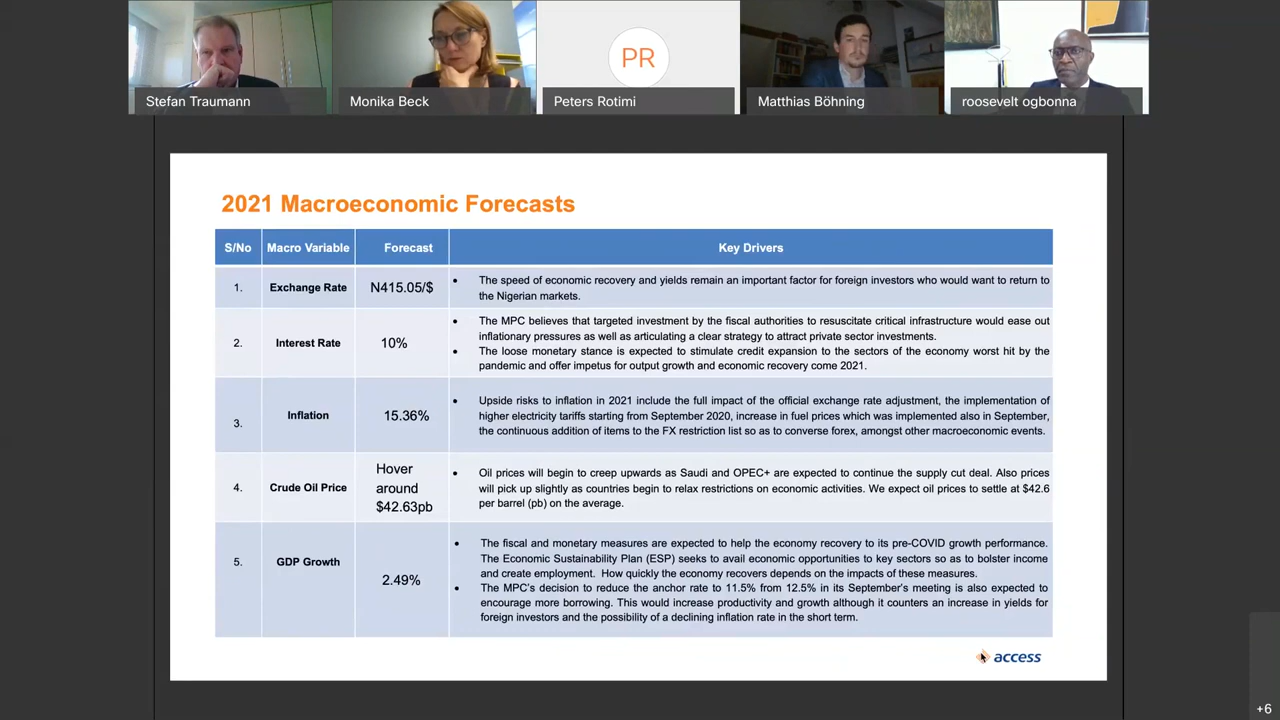 PR
Stefan Traumann
Monika Beck
Peters Rotimi
Matthias Böhning
roosevelt ogbonna
2021 Macroeconomic Forecasts
S/No Macro Variable Forecast Key Drivers
1. Exchange Rate N415.05/$
• The speed of economic recovery and yields remain an important factor for foreign investors who would want to return to
the Nigerian markets.
2. Interest Rate 10%
• The MPC believes that targeted investment by the fiscal authorities to resuscitate critical infrastructure would ease out
inflationary pressures as well as articulating a clear strategy to attract private sector investments.
• The loose monetary stance is expected to stimulate credit expansion to the sectors of the economy worst hit by the
pandemic and offer impetus for output growth and economic recovery come 2021.
3. Inflation 15.36%
• Upside risks to inflation in 2021 include the full impact of the official exchange rate adjustment, the implementation of
higher electricity tariffs starting from September 2020, increase in fuel prices which was implemented also in September,
the continuous addition of items to the FX restriction list so as to converse forex, amongst other macroeconomic events.
4. Crude Oil Price
Hover
around
$42.63pb
• Oil prices will begin to creep upwards as Saudi and OPEC+ are expected to continue the supply cut deal. Also prices
will pick up slightly as countries begin to relax restrictions on economic activities. We expect oil prices to settle at $42.6
per barrel (pb) on the average.
5. GDP Growth 2.49%
• The fiscal and monetary measures are expected to help the economy recovery to its pre-COVID growth performance.
The Economic Sustainability Plan (ESP) seeks to avail economic opportunities to key sectors so as to bolster income
and create employment. How quickly the economy recovers depends on the impacts of these measures.
• The MPC's decision to reduce the anchor rate to 11.5% from 12.5% in its September's meeting is also expected to
encourage more borrowing. This would increase productivity and growth although it counters an increase in yields for
foreign investors and the possibility of a declining inflation rate in the short term.
access
+6